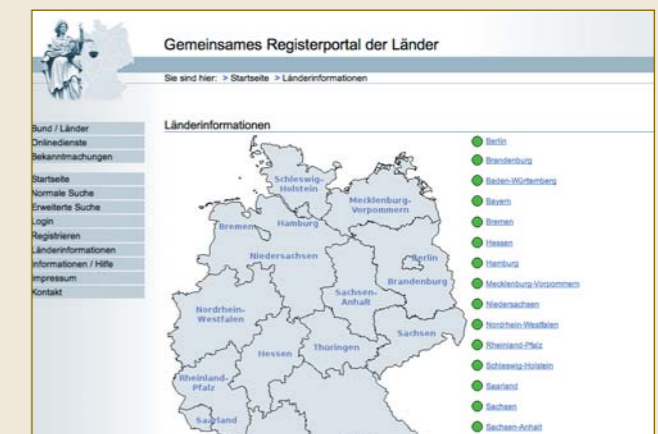 Gemeinsames Registerportal der Länder
Sie sind hier: > Startseite > Länderinformationen
Bund / Länder
Onlinedienste
Bekanntmachungen
Startseite
Normale Suche
Erweiterte Suche
Login
Registrieren
Länderinformationen
Informationen / Hilfe
Impressum
Kontakt
Länderinformationen
Schleswig-
Holstein
Mecklenburg-
Vorpommern
Bremen
Hamburg
Niedersachsen
Berlin
Brandenburg
Sachsen-
Anhalt
Nordrhein-
Westfalen
Sachsen
Thüringen
Hessen
Rheinland-
Pfalz
Saarland
Berlin
Brandenburg
Baden-Würtemberg
Bayern
Bremen
Hessen
Hamburg
Mecklenburg-Vorpommern
Niedersachsen
Nordrhein-Westfalen
Rheinland-Pfalz
Schleswig-Holstein
Saarland
Sachsen
Sachsen-Anhalt